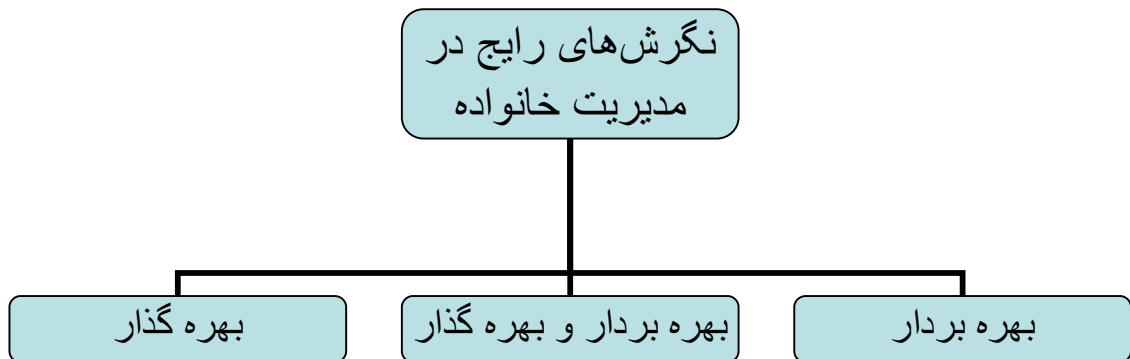 نگرش‌های رایج در
مدیریت خانواده
بهره بردار
بهره بردار و بهره گذار
بهره گذار